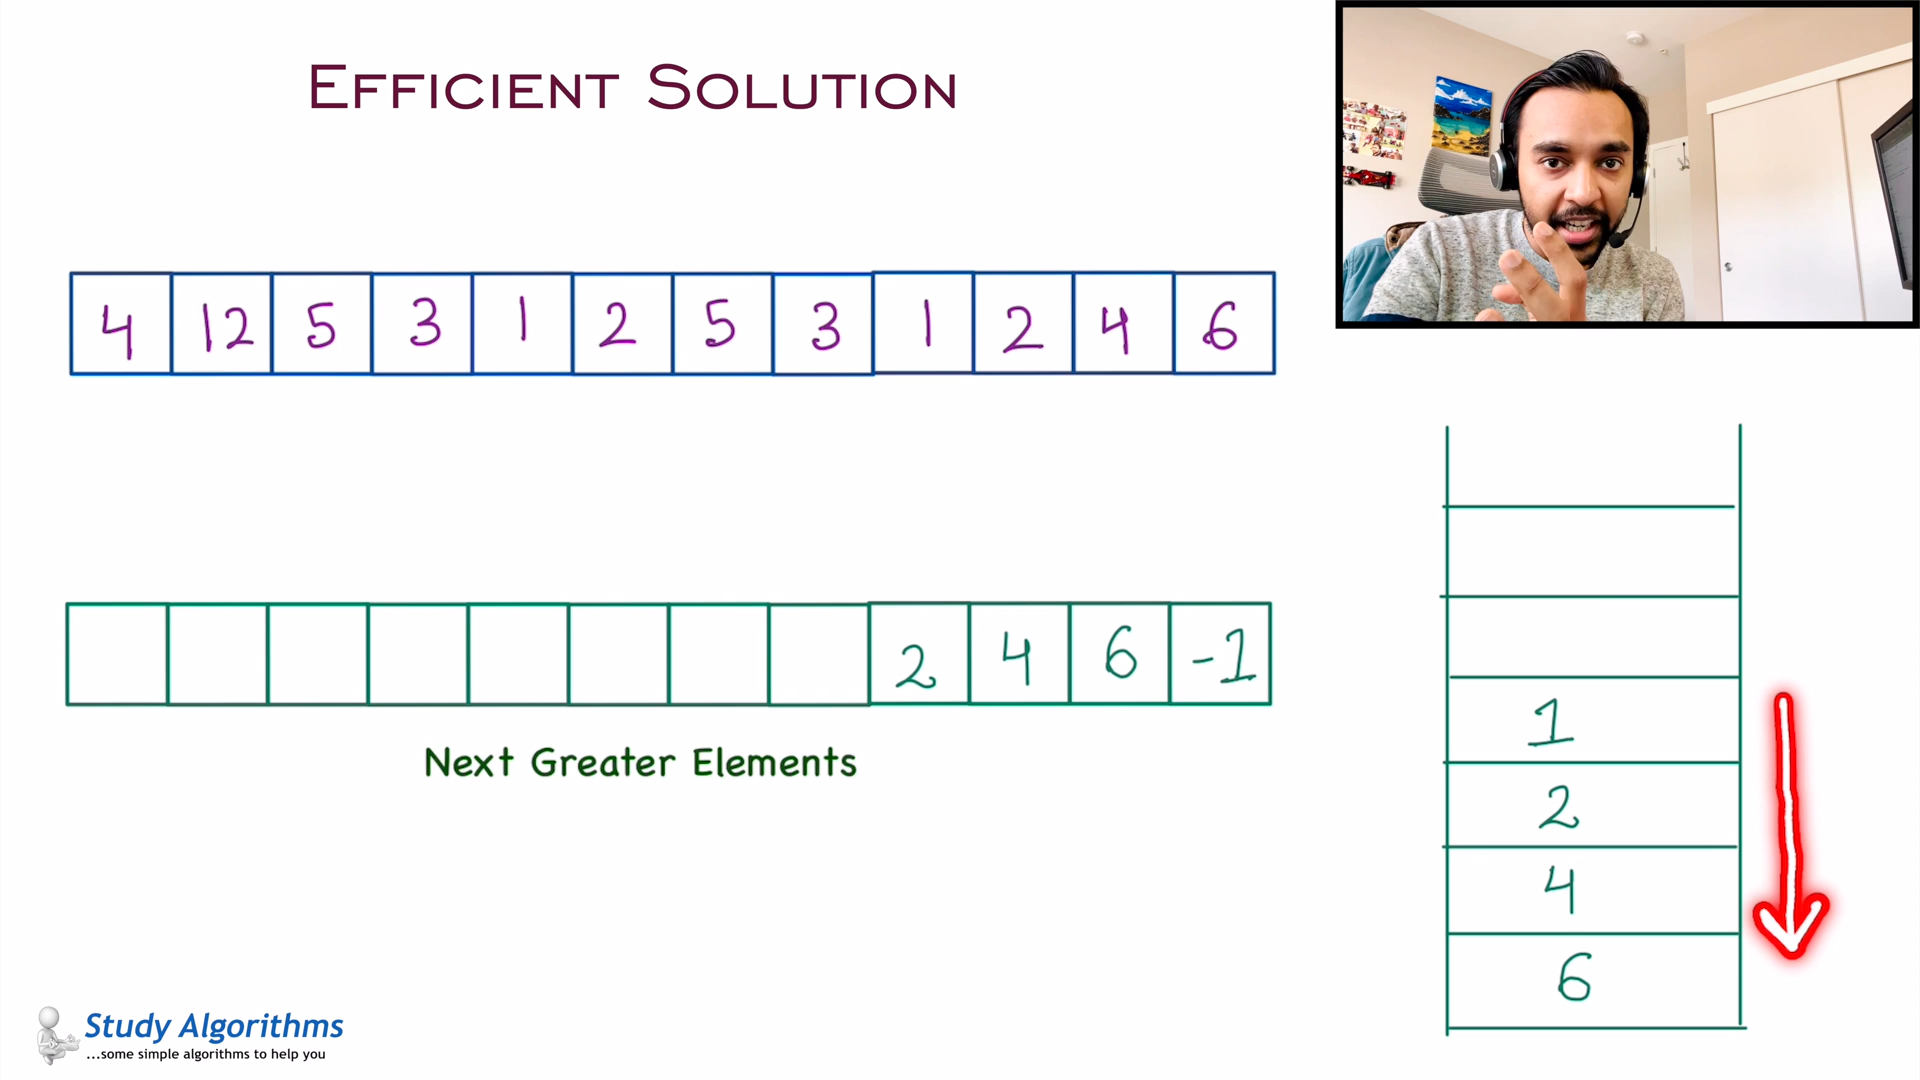 EFFICIENT SOLUTION
4 12 5 3 1 2 5 3 1 2 4 6
2 4 6 -1
Next Greater Elements
1
2
4
6
Study Algorithms
...some simple algorithms to help you